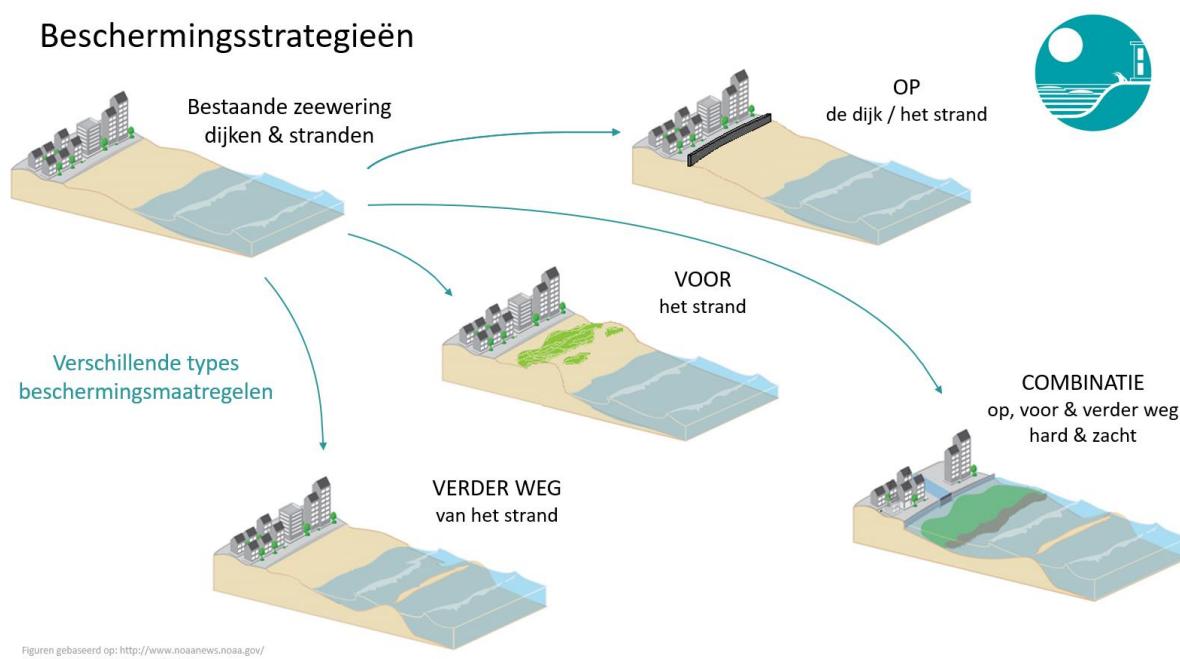 Beschermingsstrategieën
Bestaande zeewering
dijken & stranden
OP
de dijk / het strand
VOOR
het strand
Verschillende types
beschermingsmaatregelen
COMBINATIE
op, voor & verder weg
hard & zacht
VERDER WEG
van het strand
Figuren gebaseerd op: http://www.noaanews.noaa.gov/